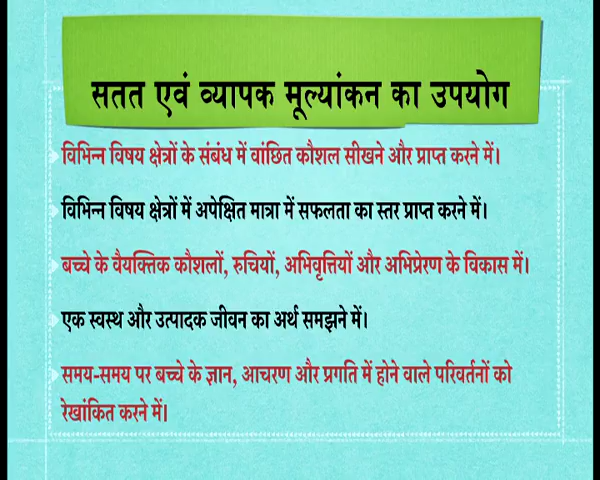 सतत एवं व्यापक मूल्यांकन का उपयोग
विभिन्न विषय क्षेत्रों के संबंध में वांछित कौशल सीखने और प्राप्त करने में।
विभिन्न विषय क्षेत्रों में अपेक्षित मात्रा में सफलता का स्तर प्राप्त करने में।
बच्चे के वैयक्तिक कौशलों, रुचियों, अभिवृत्तियों और अभिप्रेरण के विकास में।
एक स्वस्थ और उत्पादक जीवन का अर्थ समझने में।
समय-समय पर बच्चे के ज्ञान, आचरण और प्रगति में होने वाले परिवर्तनों को
रेखांकित करने में।